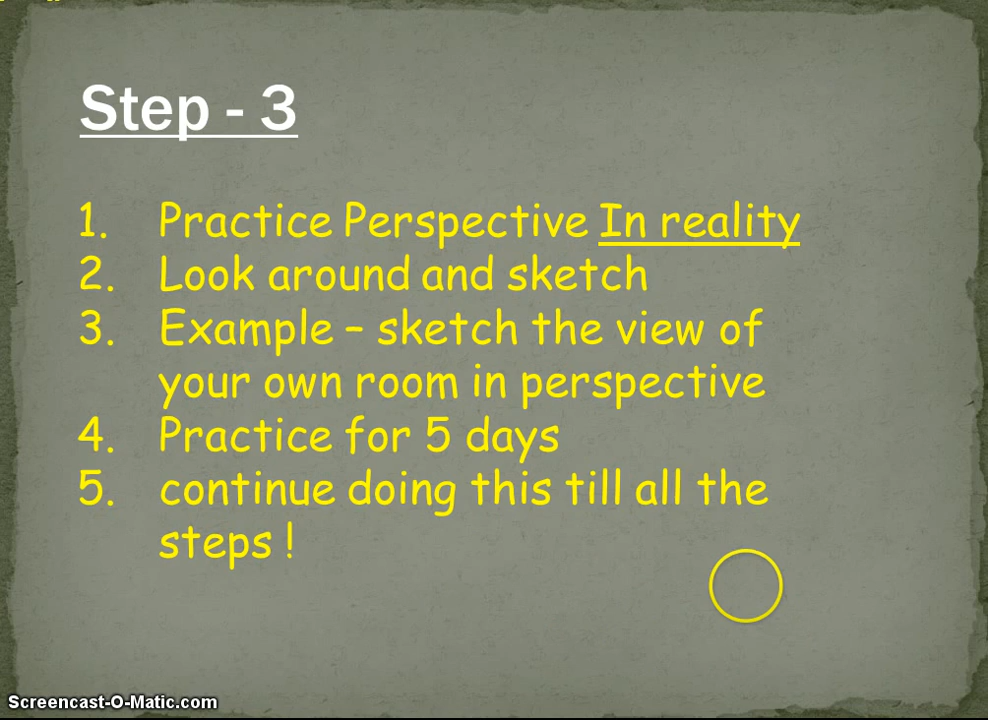 Step - 3
1. Practice Perspective In reality
2. Look around and sketch
3. Example – sketch the view of
your own room in perspective
4. Practice for 5 days
5. continue doing this till all the
steps !
Screencast-O-Matic.com